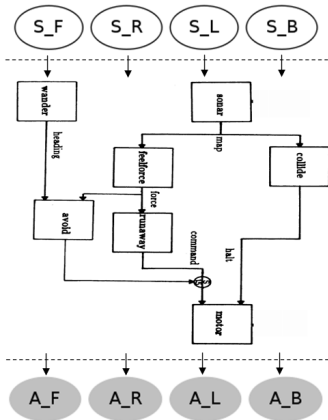 S_F
S_R
S_L
S_B
wander
sonar
heading
map
feelforce
collide
force
avoid
runaway
command
halt
motor
A_F
A_R
A_L
A_B